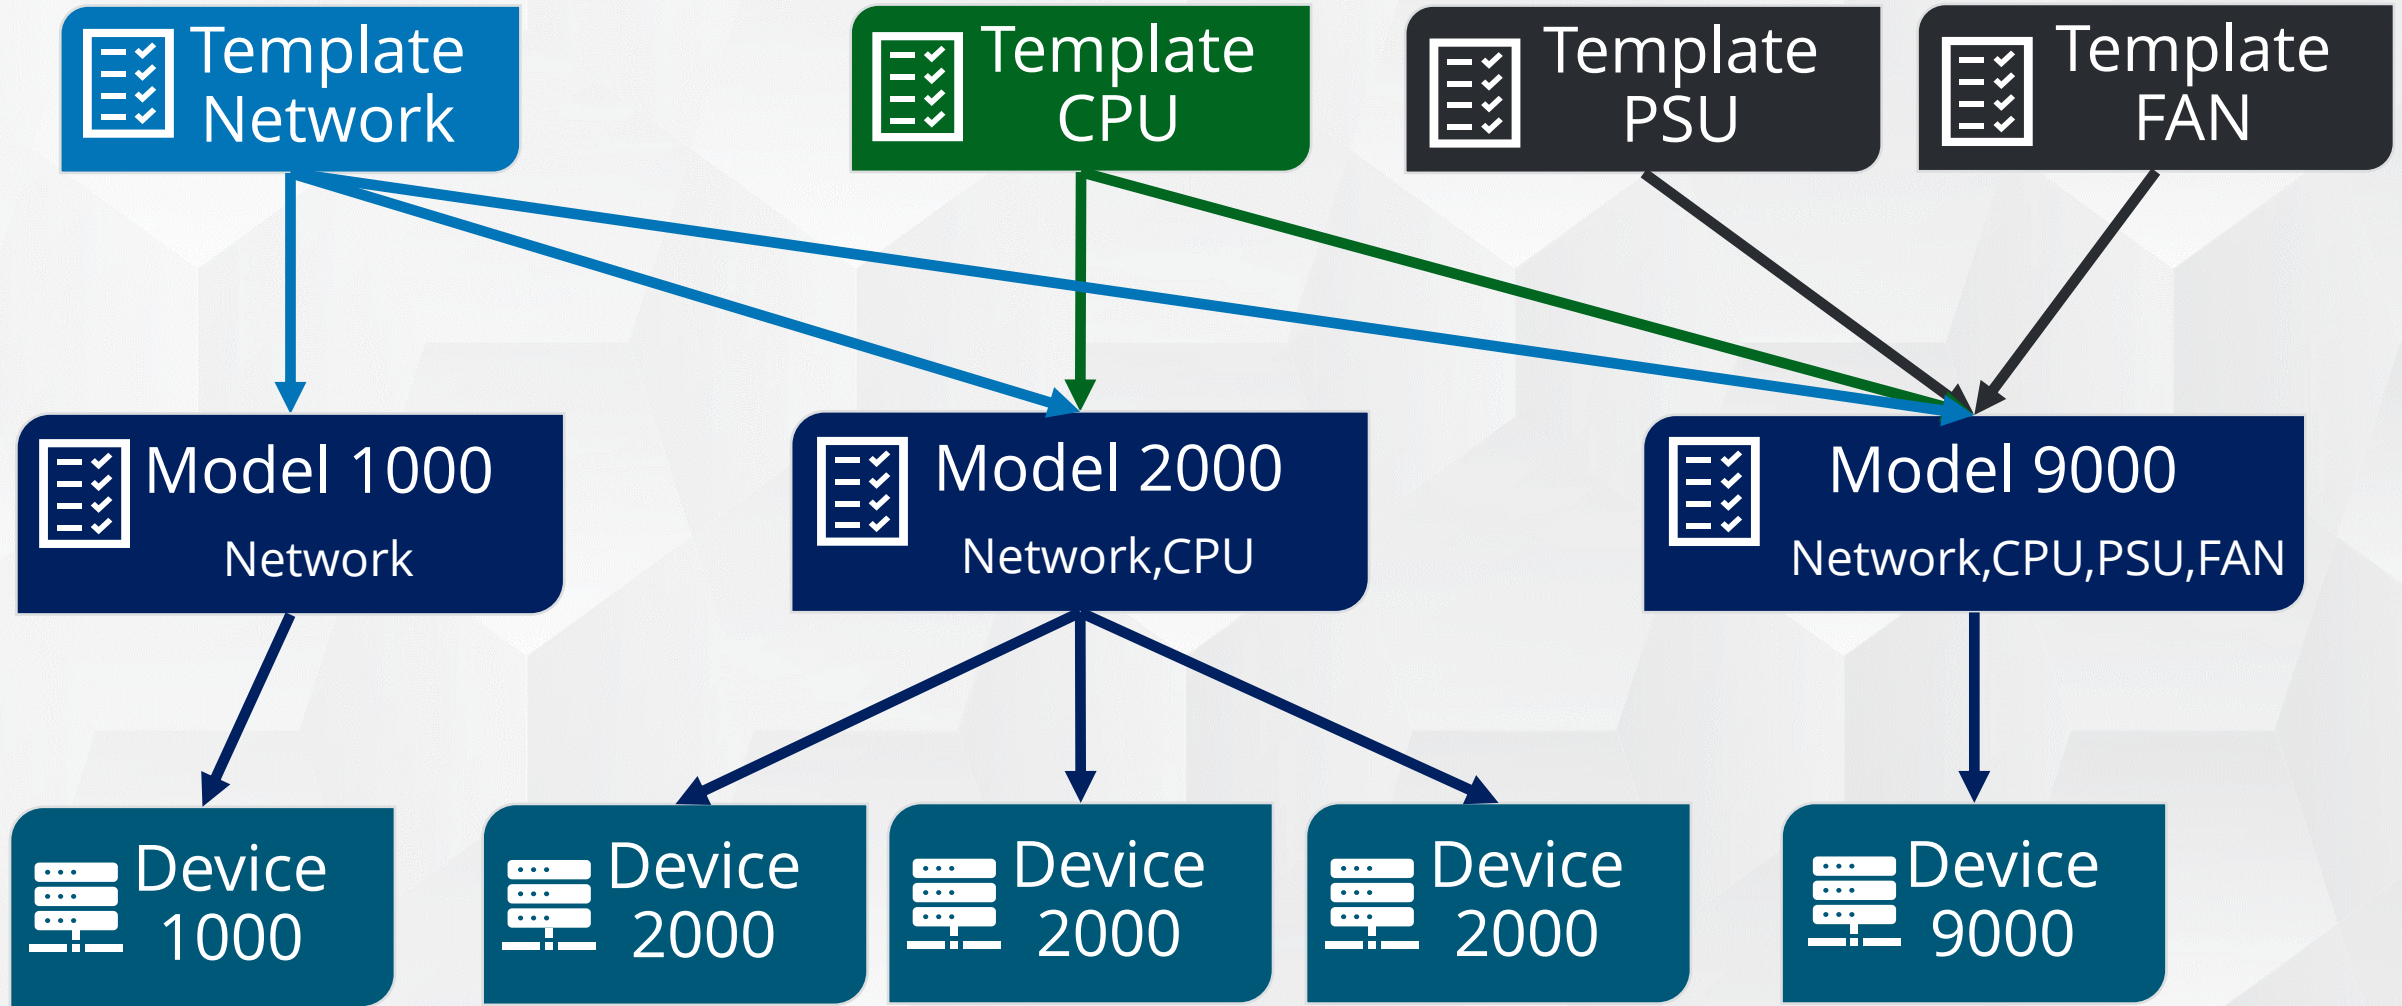 Template
Network
Template
CPU
Template
PSU
Template
FAN
Model 1000
Network
Model 2000
Network,CPU
Model 9000
Network,CPU,PSU,FAN
Device
1000
Device
2000
Device
2000
Device
2000
Device
9000